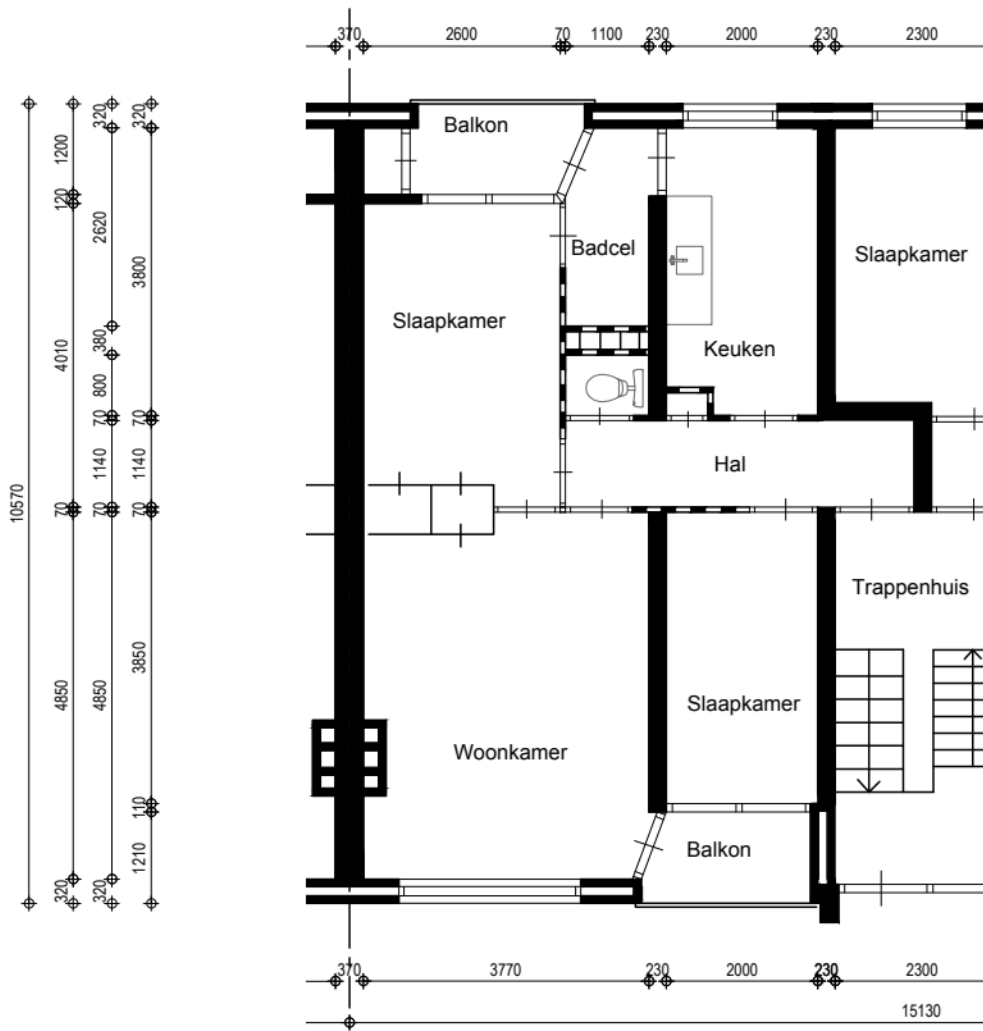 370 2600 70 1100 230 2000 230 2300
Balkon
Badcel
Slaapkamer
Slaapkamer
Keuken
Hal
Trappenhuis
Slaapkamer
Woonkamer
Balkon
10570
1200 120 4010 70 4850 320
320 2620 380 800 70 1140 70 4850 320
320 3800 70 1140 70 3850 110 1210
370 3770 230 2000 230 2300
15130